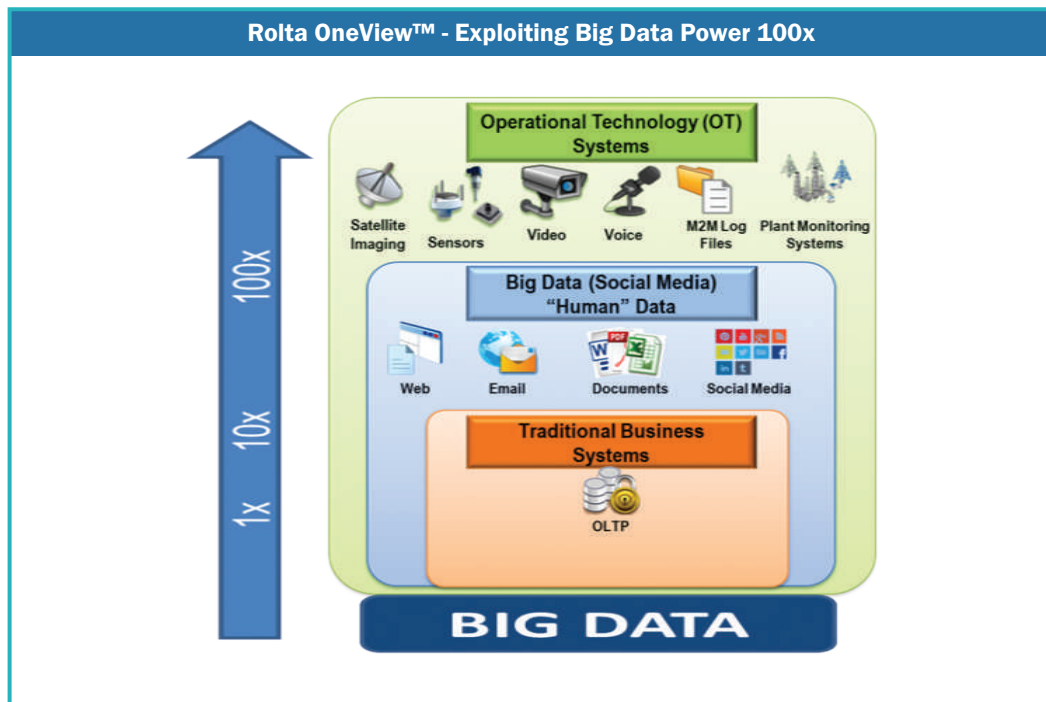 Rolta OneView™ - Exploiting Big Data Power 100x
Operational Technology (OT)
Systems
Satellite
Imaging
Sensors
Video
Voice
M2M Log
Files
Plant Monitoring
Systems
100x
Big Data (Social Media)
“Human” Data
W
PDF
X
Web
Email
Documents
Social Media
10x
Traditional Business
Systems
1x
OLTP
BIG DATA